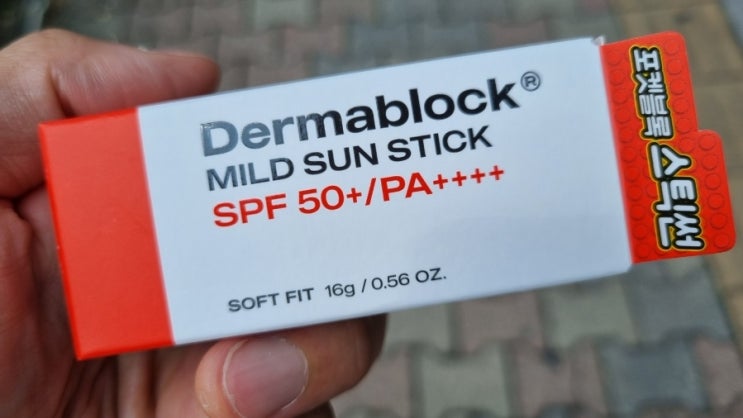 Dermablock®
MILD SUN STICK
SPF 50+/PA++++
SOFT FIT 16g / 0.56 OZ.